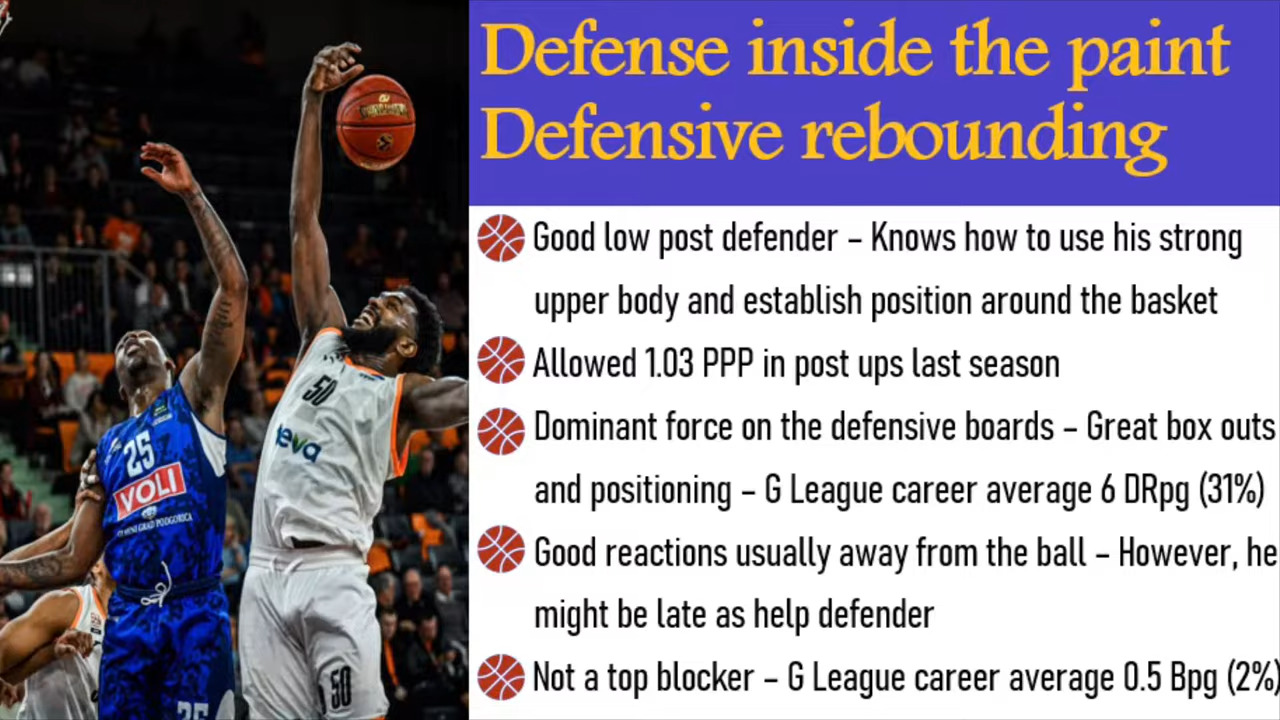 Defense inside the paint
Defensive rebounding
Good low post defender – Knows how to use his strong
upper body and establish position around the basket
Allowed 1.03 PPP in post ups last season
Dominant force on the defensive boards – Great box outs
and positioning – G League career average 6 DRpg (31%)
Good reactions usually away from the ball – However, he
might be late as help defender
Not a top blocker – G League career average 0.5 Bpg (2%)
50
teva
25
VOLI
50
25